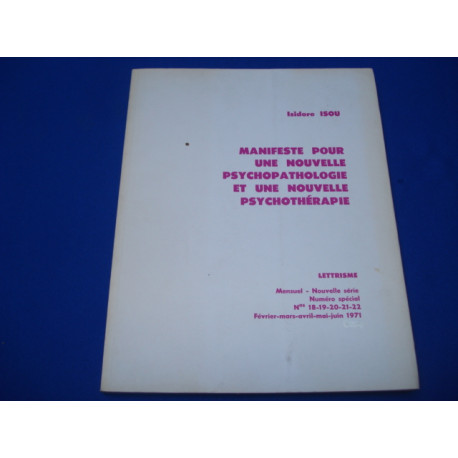 Isidore ISOU
MANIFESTE POUR
UNE NOUVELLE
PSYCHOPATHOLOGIE
ET UNE NOUVELLE
PSYCHOTHÉRAPIE
LETTRISME
Mensuel - Nouvelle série
Numéro spécial
Nos 18-19-20-21-22
Février-mars-avril-mai-juin 1971